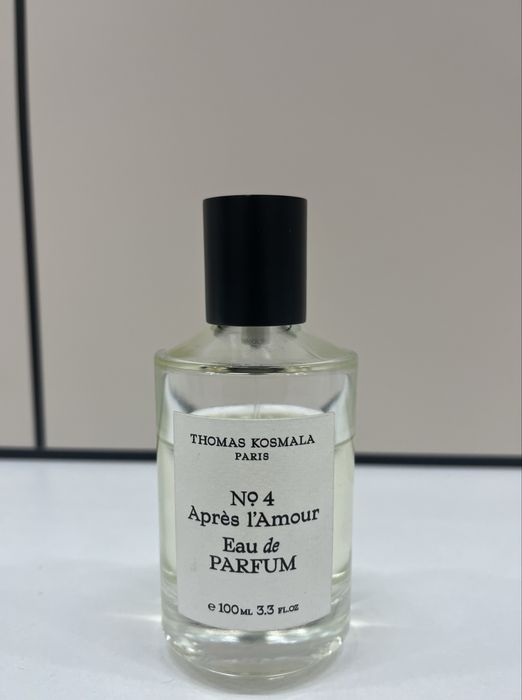 THOMAS KOSMALA
PARIS
Nº 4
Après l'Amour
Eau de
PARFUM
℮ 100 ML 3.3 FL.OZ